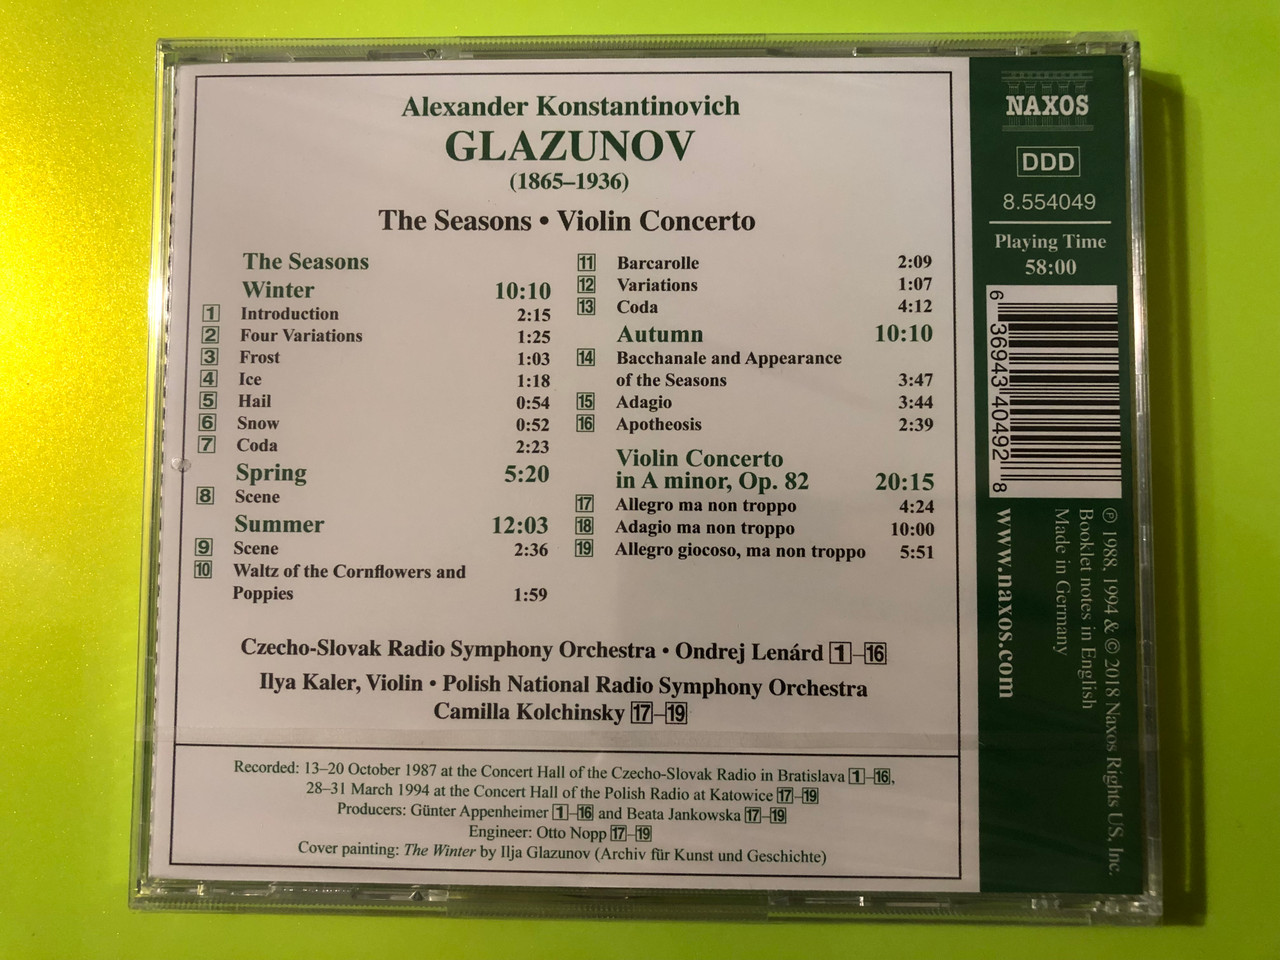 Alexander Konstantinovich
GLAZUNOV
(1865–1936)
The Seasons • Violin Concerto
The Seasons
Winter 10:10
1 Introduction 2:15
2 Four Variations 1:25
3 Frost 1:03
4 Ice 1:18
5 Hail 0:54
6 Snow 0:52
7 Coda 2:23
Spring 5:20
8 Scene
Summer 12:03
9 Scene 2:36
10 Waltz of the Cornflowers and
Poppies 1:59
11 Barcarolle 2:09
12 Variations 1:07
13 Coda 4:12
Autumn 10:10
14 Bacchanale and Appearance
of the Seasons 3:47
15 Adagio 3:44
16 Apotheosis 2:39
Violin Concerto
in A minor, Op. 82 20:15
17 Allegro ma non troppo 4:24
18 Adagio ma non troppo 10:00
19 Allegro giocoso, ma non troppo 5:51
Czecho-Slovak Radio Symphony Orchestra • Ondrej Lenárd 1–16
Ilya Kaler, Violin • Polish National Radio Symphony Orchestra
Camilla Kolchinsky 17–19
Recorded: 13–20 October 1987 at the Concert Hall of the Czecho-Slovak Radio in Bratislava 1–16,
28–31 March 1994 at the Concert Hall of the Polish Radio at Katowice 17–19
Producers: Günter Appenheimer 1–16 and Beata Jankowska 17–19
Engineer: Otto Nopp 17–19
Cover painting: The Winter by Ilja Glazunov (Archiv für Kunst und Geschichte)
NAXOS
DDD
8.554049
Playing Time
58:00
6 36943 40492 8
www.naxos.com
℗ 1988, 1994 & © 2018 Naxos Rights US, Inc.
Booklet notes in English
Made in Germany